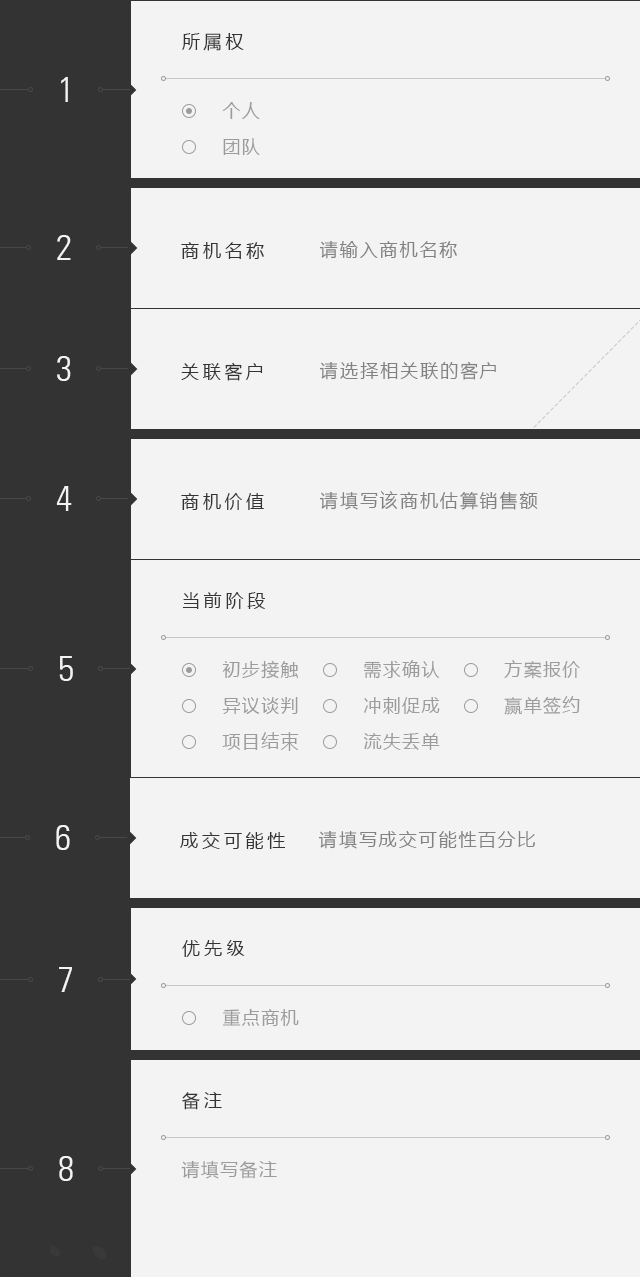 所属权
1
个人
团队
2 商机名称 请输入商机名称
3 关联客户 请选择相关联的客户
4 商机价值 请填写该商机估算销售额
当前阶段
5 初步接触 需求确认 方案报价
异议谈判 冲刺促成 赢单签约
项目结束 流失丢单
6 成交可能性 请填写成交可能性百分比
优先级
7
重点商机
备注
8 请填写备注